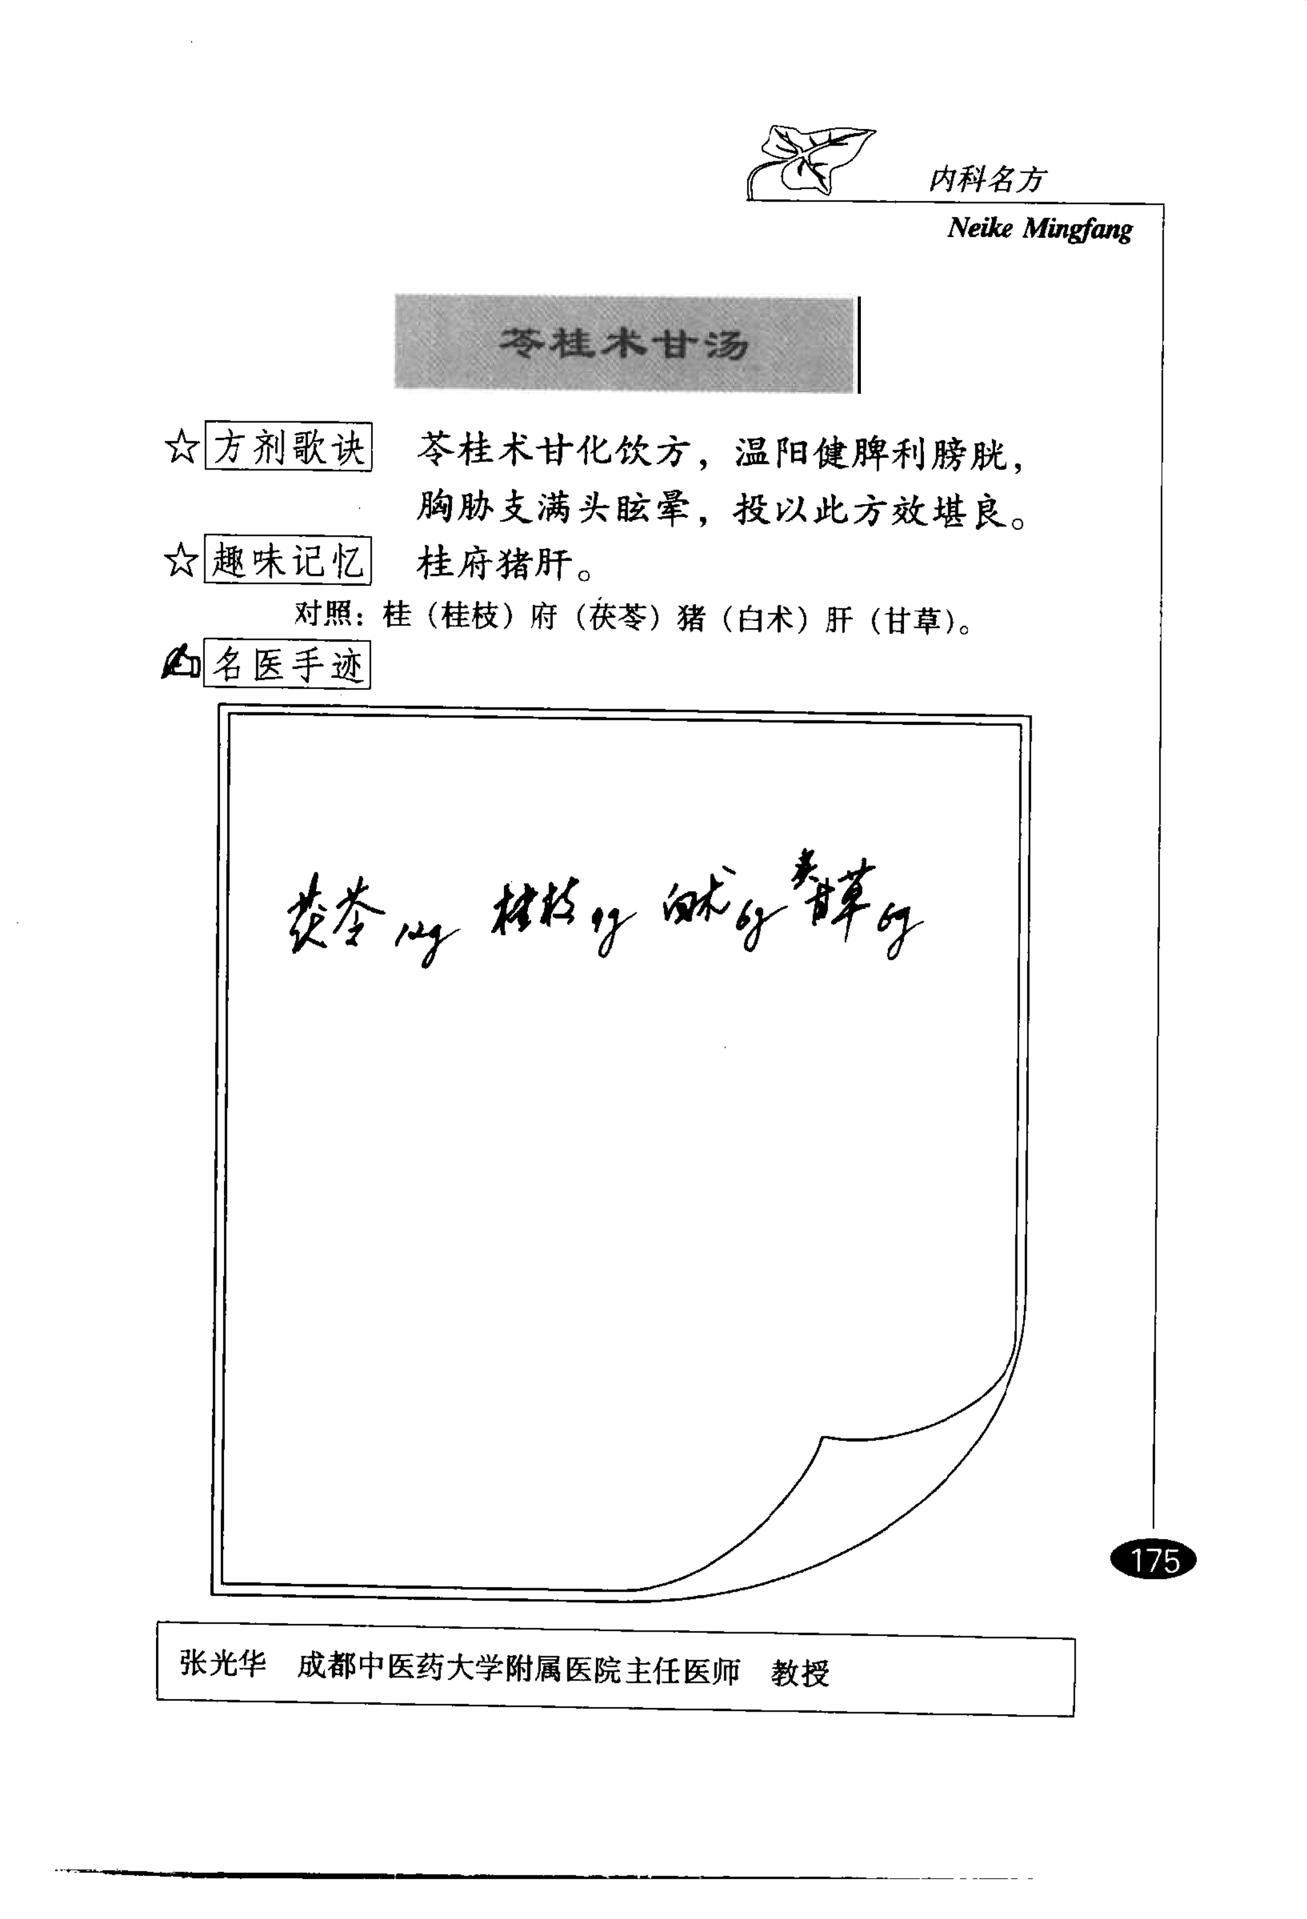 内科名方
Neike Mingfang
苓桂术甘汤
☆方剂歌诀 苓桂术甘化饮方，温阳健脾利膀胱，
胸胁支满头眩晕，投以此方效堪良。
☆趣味记忆 桂府猪肝。
对照：桂（桂枝）府（茯苓）猪（白术）肝（甘草）。
名医手迹
茯苓12g 桂枝9g 白术6g 炙甘草6g
175
张光华 成都中医药大学附属医院主任医师 教授